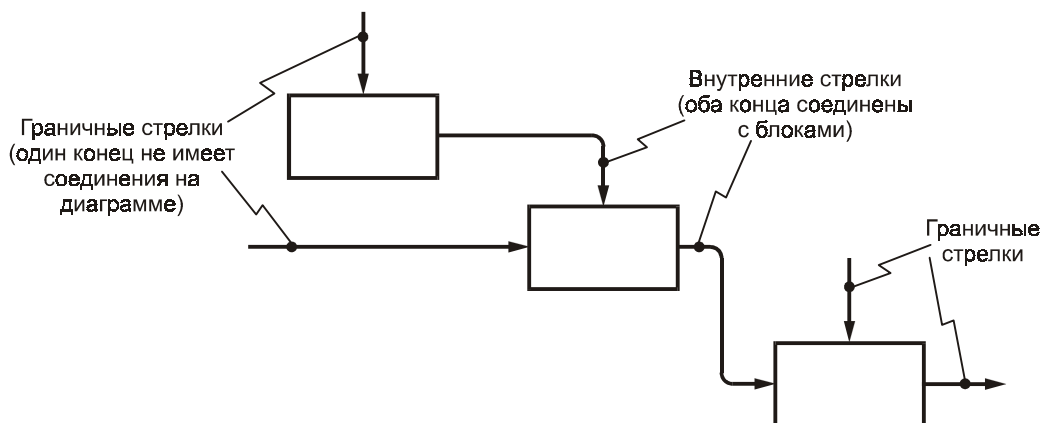 Граничные стрелки
(один конец не имеет
соединения на
диаграмме)
Внутренние стрелки
(оба конца соединены
с блоками)
Граничные
стрелки